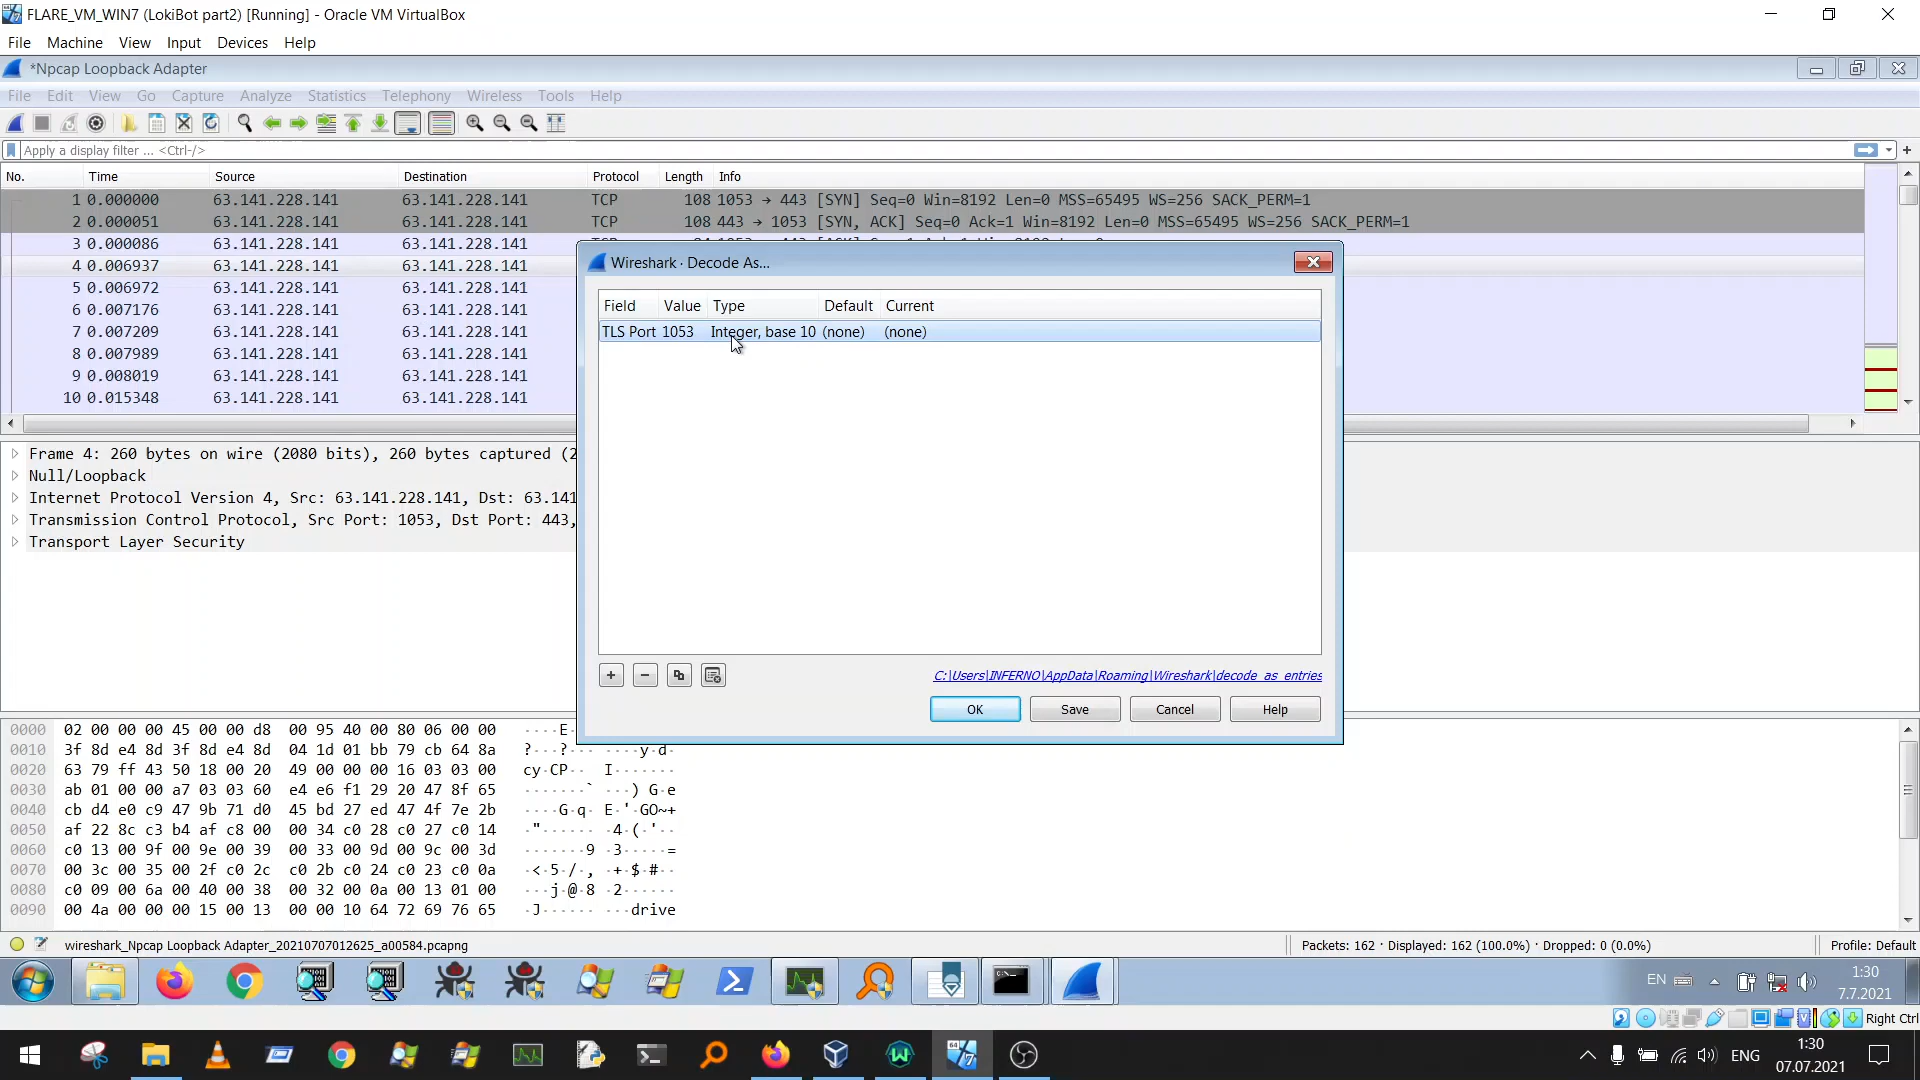 FLARE_VM_WIN7 (LokiBot part2) [Running] - Oracle VM VirtualBox
File Machine View Input Devices Help
*Npcap Loopback Adapter
File Edit View Go Capture Analyze Statistics Telephony Wireless Tools Help
Apply a display filter ... <Ctrl-/>
No. Time Source Destination Protocol Length Info
1 0.000000 63.141.228.141 63.141.228.141 TCP 108 1053 → 443 [SYN] Seq=0 Win=8192 Len=0 MSS=65495 WS=256 SACK_PERM=1
2 0.000051 63.141.228.141 63.141.228.141 TCP 108 443 → 1053 [SYN, ACK] Seq=0 Ack=1 Win=8192 Len=0 MSS=65495 WS=256 SACK_PERM=1
3 0.000086 63.141.228.141 63.141.228.141
4 0.006937 63.141.228.141 63.141.228.141
5 0.006972 63.141.228.141 63.141.228.141
6 0.007176 63.141.228.141 63.141.228.141
7 0.007209 63.141.228.141 63.141.228.141
8 0.007989 63.141.228.141 63.141.228.141
9 0.008019 63.141.228.141 63.141.228.141
10 0.015348 63.141.228.141 63.141.228.141
Wireshark · Decode As...
Field Value Type Default Current
TLS Port 1053 Integer, base 10 (none) (none)
C:\Users\INFERNO\AppData\Roaming\Wireshark\decode_as_entries
OK Save Cancel Help
Frame 4: 260 bytes on wire (2080 bits), 260 bytes captured (2
Null/Loopback
Internet Protocol Version 4, Src: 63.141.228.141, Dst: 63.141
Transmission Control Protocol, Src Port: 1053, Dst Port: 443,
Transport Layer Security
0000 02 00 00 00 45 00 00 d8 00 95 40 00 80 06 00 00 ····E·
0010 3f 8d e4 8d 3f 8d e4 8d 04 1d 01 bb 79 cb 64 8a ?···?··· ····y·d·
0020 63 79 ff 43 50 18 00 20 49 00 00 00 16 03 03 00 cy·CP·· I·······
0030 ab 01 00 00 a7 03 03 60 e4 e6 f1 29 20 47 8f 65 ·······` ···) G·e
0040 cb d4 e0 c9 47 9b 71 d0 45 bd 27 ed 47 4f 7e 2b ····G·q· E·'·GO~+
0050 af 22 8c c3 b4 af c8 00 00 34 c0 28 c0 27 c0 14 ·"······ ·4·(·'··
0060 c0 13 00 9f 00 9e 00 39 00 33 00 9d 00 9c 00 3d ·······9 ·3·····=
0070 00 3c 00 35 00 2f c0 2c c0 2b c0 24 c0 23 c0 0a ·<·5·/·, ·+·$·#··
0080 c0 09 00 6a 00 40 00 38 00 32 00 0a 00 13 01 00 ···j·@·8 ·2······
0090 00 4a 00 00 00 15 00 13 00 00 10 64 72 69 76 65 ·J······ ···drive
wireshark_Npcap Loopback Adapter_20210707012625_a00584.pcapng Packets: 162 · Displayed: 162 (100.0%) · Dropped: 0 (0.0%) Profile: Default
EN 1:30
7.7.2021
Right Ctrl
ENG 1:30
07.07.2021